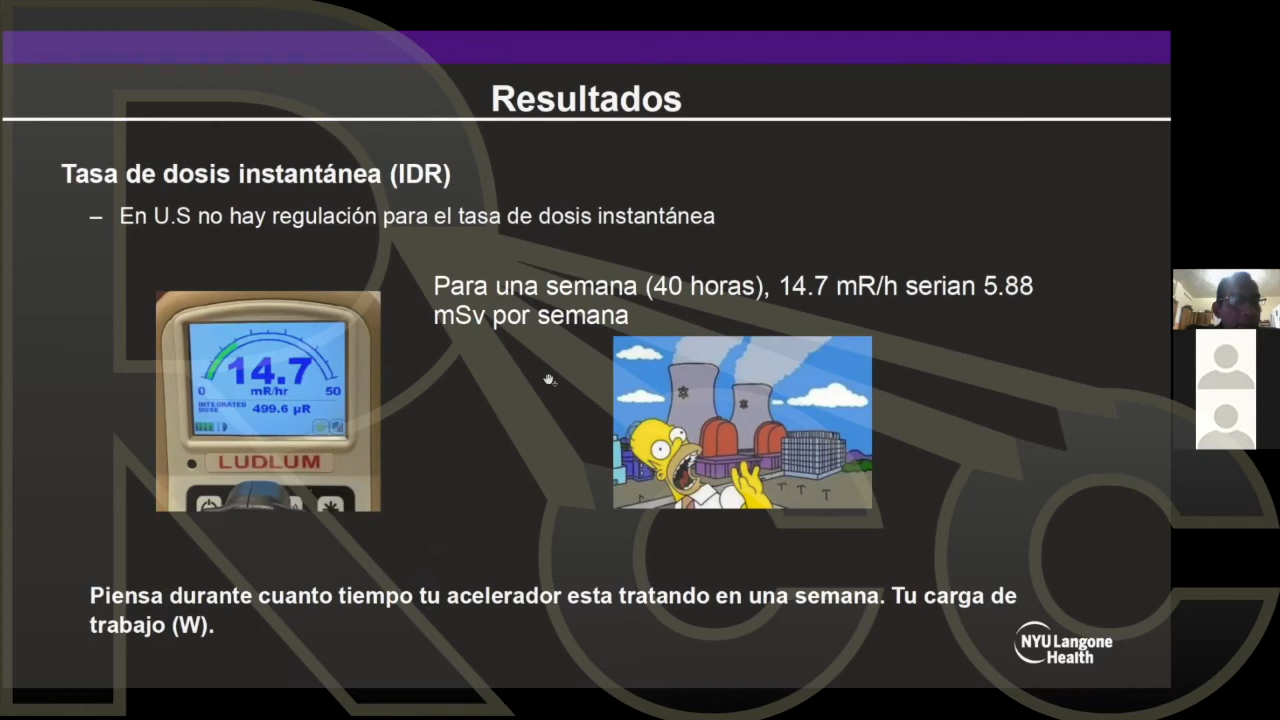 Resultados
Tasa de dosis instantánea (IDR)
– En U.S no hay regulación para el tasa de dosis instantánea
Para una semana (40 horas), 14.7 mR/h serian 5.88
mSv por semana
14.7
0 mR/hr 50
INTEGRATED
DOSE 499.6 µR
LUDLUM
Piensa durante cuanto tiempo tu acelerador esta tratando en una semana. Tu carga de
trabajo (W).
NYU Langone
Health
RCC